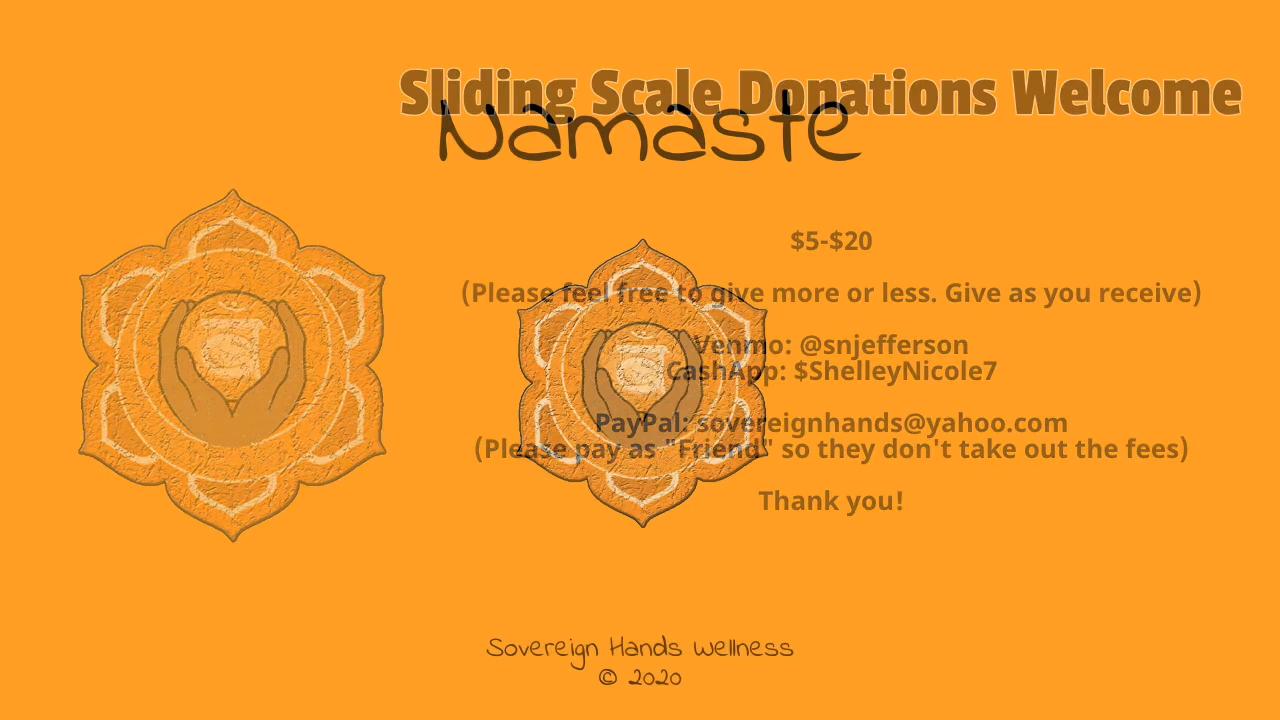 Sliding Scale Donations Welcome
Namaste
$5-$20
(Please feel free to give more or less. Give as you receive)
Venmo: @snjefferson
CashApp: $ShelleyNicole7
PayPal: sovereignhands@yahoo.com
(Please pay as "Friend" so they don't take out the fees)
Thank you!
Sovereign Hands Wellness
© 2020